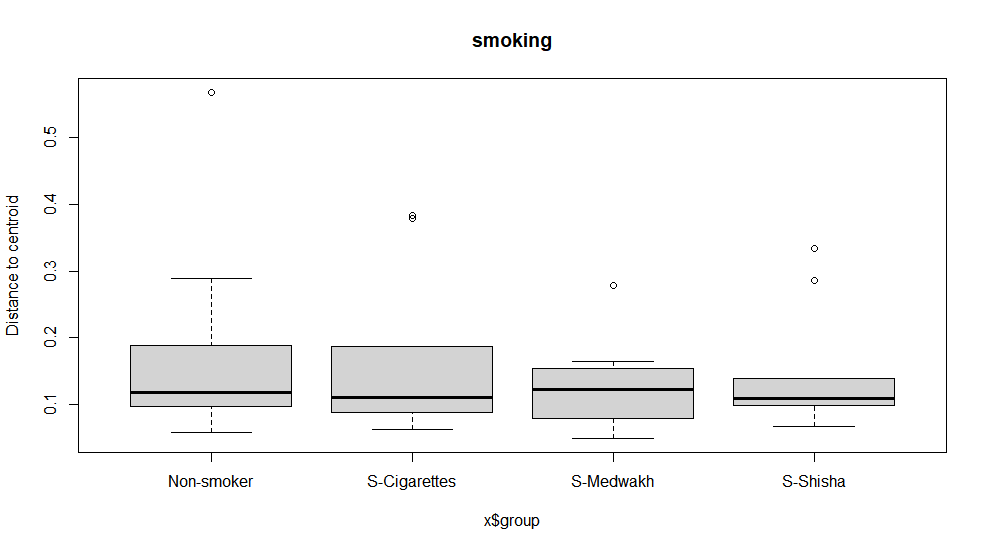 smoking
Distance to centroid
0.5
0.4
0.3
0.2
0.1
Non-smoker S-Cigarettes S-Medwakh S-Shisha
x$group